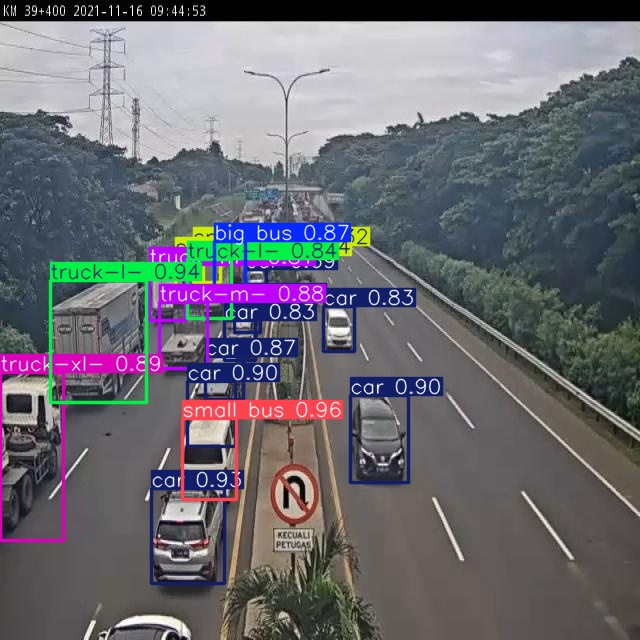 KM 39+400 2021-11-16 09:44:53
big bus 0.87
truck-l- 0.84
truck-l- 0.94
truck-m- 0.88
car 0.83
car 0.83
car 0.87
truck-xl- 0.89
car 0.90
car 0.90
small bus 0.96
car 0.93
KECUALI
PETUGAS